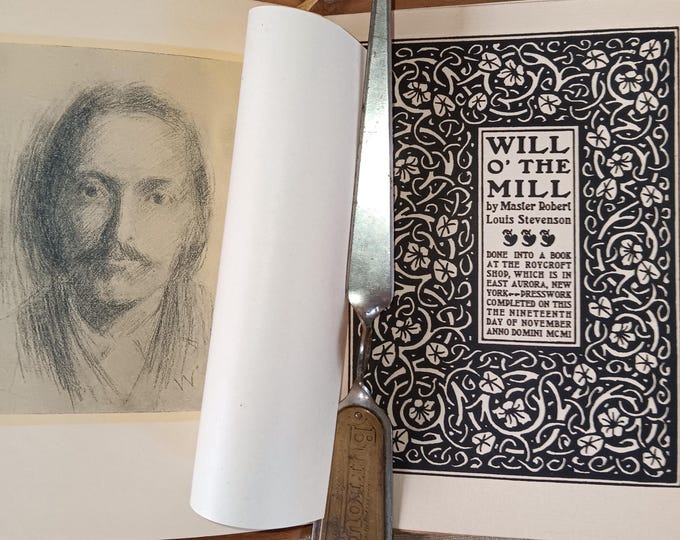 WILL
O' THE
MILL
by Master Robert
Louis Stevenson
DONE INTO A BOOK
AT THE ROYCROFT
SHOP, WHICH IS IN
EAST AURORA, NEW
YORK—PRESSWORK
COMPLETED ON THIS
THE NINETEENTH
DAY OF NOVEMBER
ANNO DOMINI MCMI